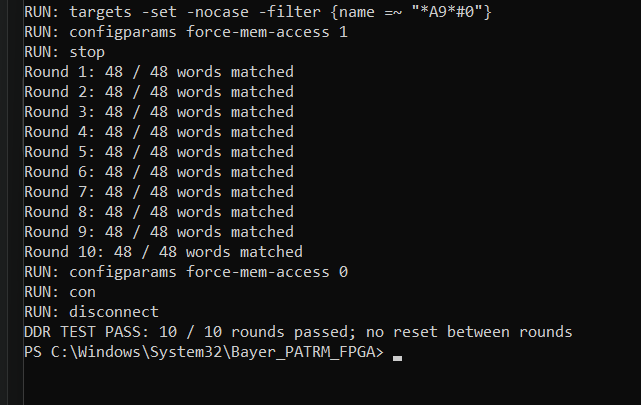 RUN: targets -set -nocase -filter {name =~ "*A9*#0"}
RUN: configparams force-mem-access 1
RUN: stop
Round 1: 48 / 48 words matched
Round 2: 48 / 48 words matched
Round 3: 48 / 48 words matched
Round 4: 48 / 48 words matched
Round 5: 48 / 48 words matched
Round 6: 48 / 48 words matched
Round 7: 48 / 48 words matched
Round 8: 48 / 48 words matched
Round 9: 48 / 48 words matched
Round 10: 48 / 48 words matched
RUN: configparams force-mem-access 0
RUN: con
RUN: disconnect
DDR TEST PASS: 10 / 10 rounds passed; no reset between rounds
PS C:\Windows\System32\Bayer_PATRM_FPGA>